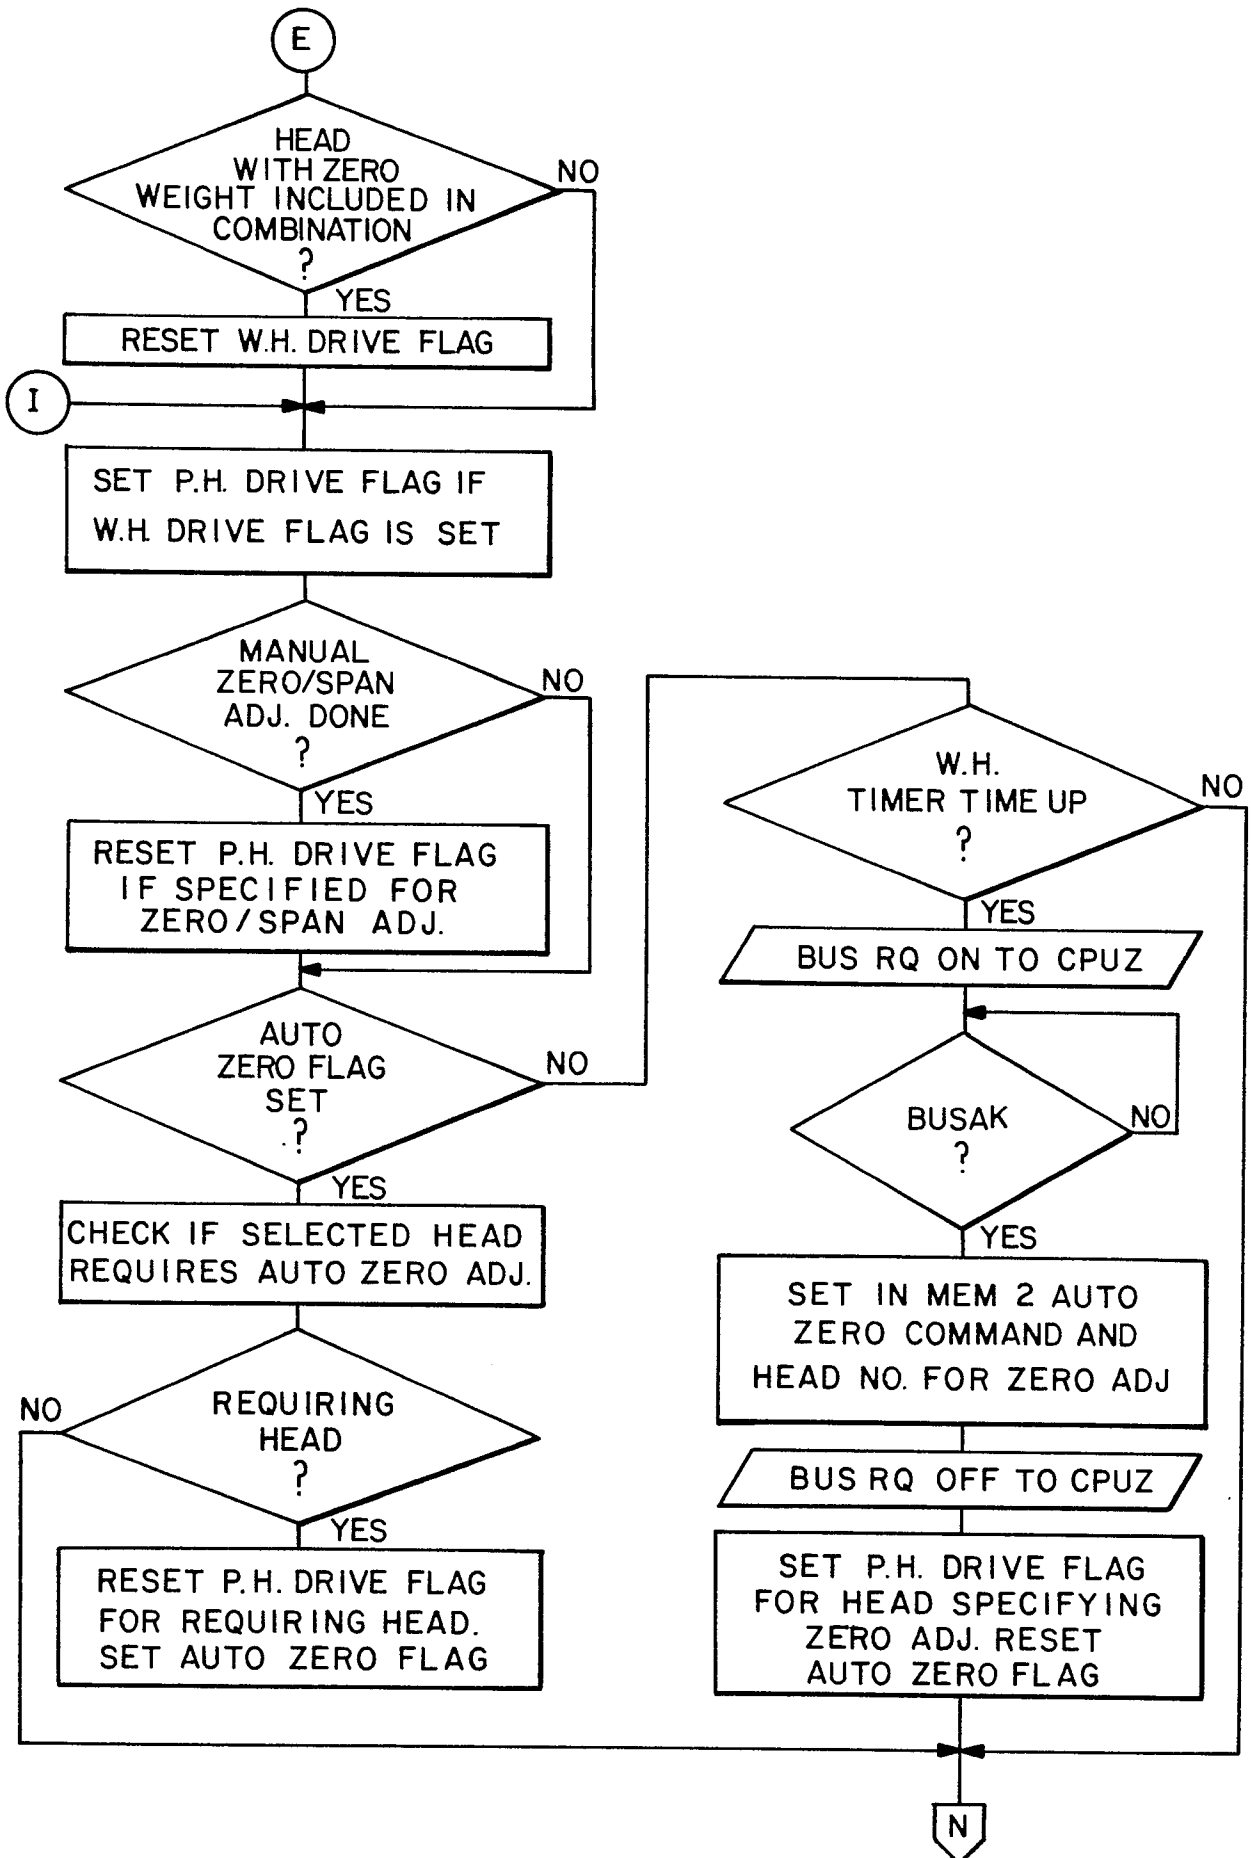 E
HEAD
WITH ZERO
WEIGHT INCLUDED IN
COMBINATION
?
NO
YES
RESET W.H. DRIVE FLAG
I
SET P.H. DRIVE FLAG IF
W.H. DRIVE FLAG IS SET
MANUAL
ZERO/SPAN
ADJ. DONE
?
NO
YES
RESET P.H. DRIVE FLAG
IF SPECIFIED FOR
ZERO/SPAN ADJ.
AUTO
ZERO FLAG
SET
?
NO
YES
CHECK IF SELECTED HEAD
REQUIRES AUTO ZERO ADJ.
REQUIRING
HEAD
?
NO
YES
RESET P.H. DRIVE FLAG
FOR REQUIRING HEAD.
SET AUTO ZERO FLAG
W.H.
TIMER TIME UP
?
NO
YES
BUS RQ ON TO CPUZ
BUSAK
?
NO
YES
SET IN MEM 2 AUTO
ZERO COMMAND AND
HEAD NO. FOR ZERO ADJ
BUS RQ OFF TO CPUZ
SET P.H. DRIVE FLAG
FOR HEAD SPECIFYING
ZERO ADJ. RESET
AUTO ZERO FLAG
N